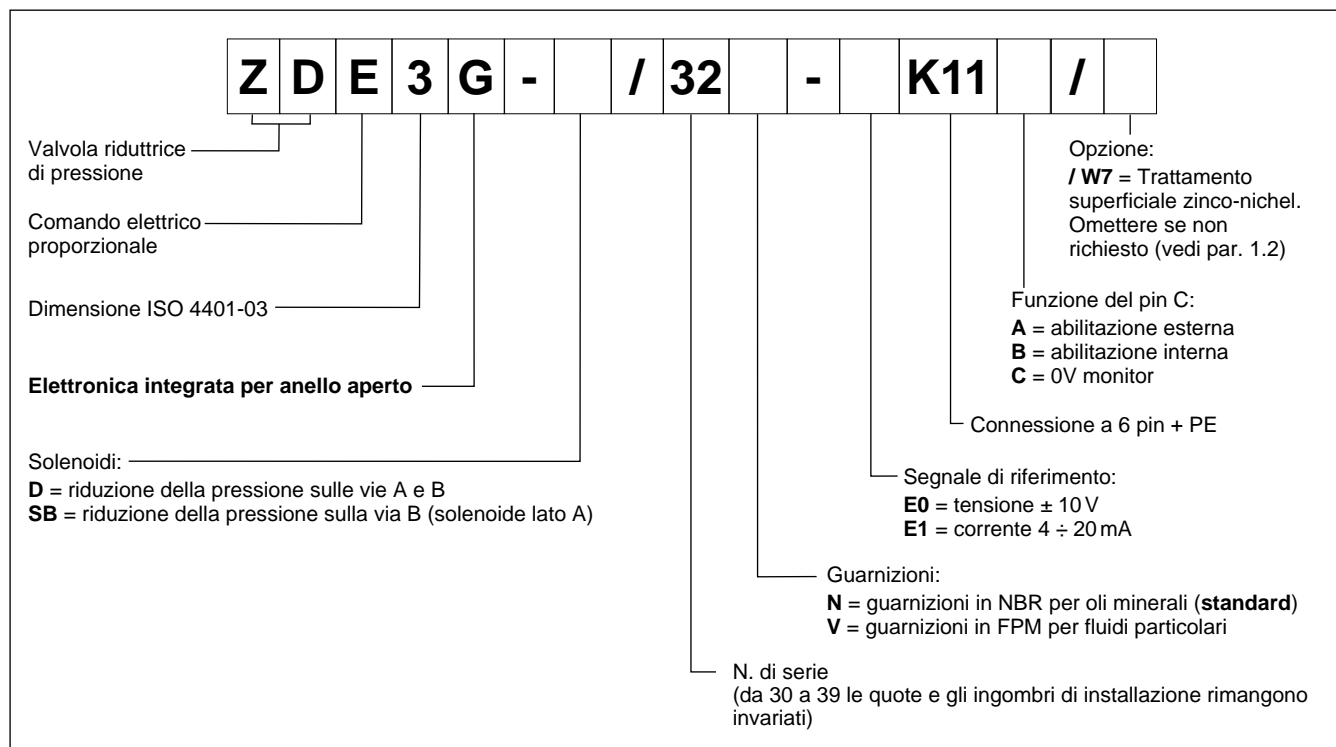 Z D E 3 G - / 32 - K11 /
Valvola riduttrice
di pressione
Comando elettrico
proporzionale
Dimensione ISO 4401-03
Elettronica integrata per anello aperto
Solenoidi:
D = riduzione della pressione sulle vie A e B
SB = riduzione della pressione sulla via B (solenoide lato A)
Opzione:
/ W7 = Trattamento
superficiale zinco-nichel.
Omettere se non
richiesto (vedi par. 1.2)
Funzione del pin C:
A = abilitazione esterna
B = abilitazione interna
C = 0V monitor
Connessione a 6 pin + PE
Segnale di riferimento:
E0 = tensione ± 10 V
E1 = corrente 4 ÷ 20 mA
Guarnizioni:
N = guarnizioni in NBR per oli minerali (standard)
V = guarnizioni in FPM per fluidi particolari
N. di serie
(da 30 a 39 le quote e gli ingombri di installazione rimangono
invariati)